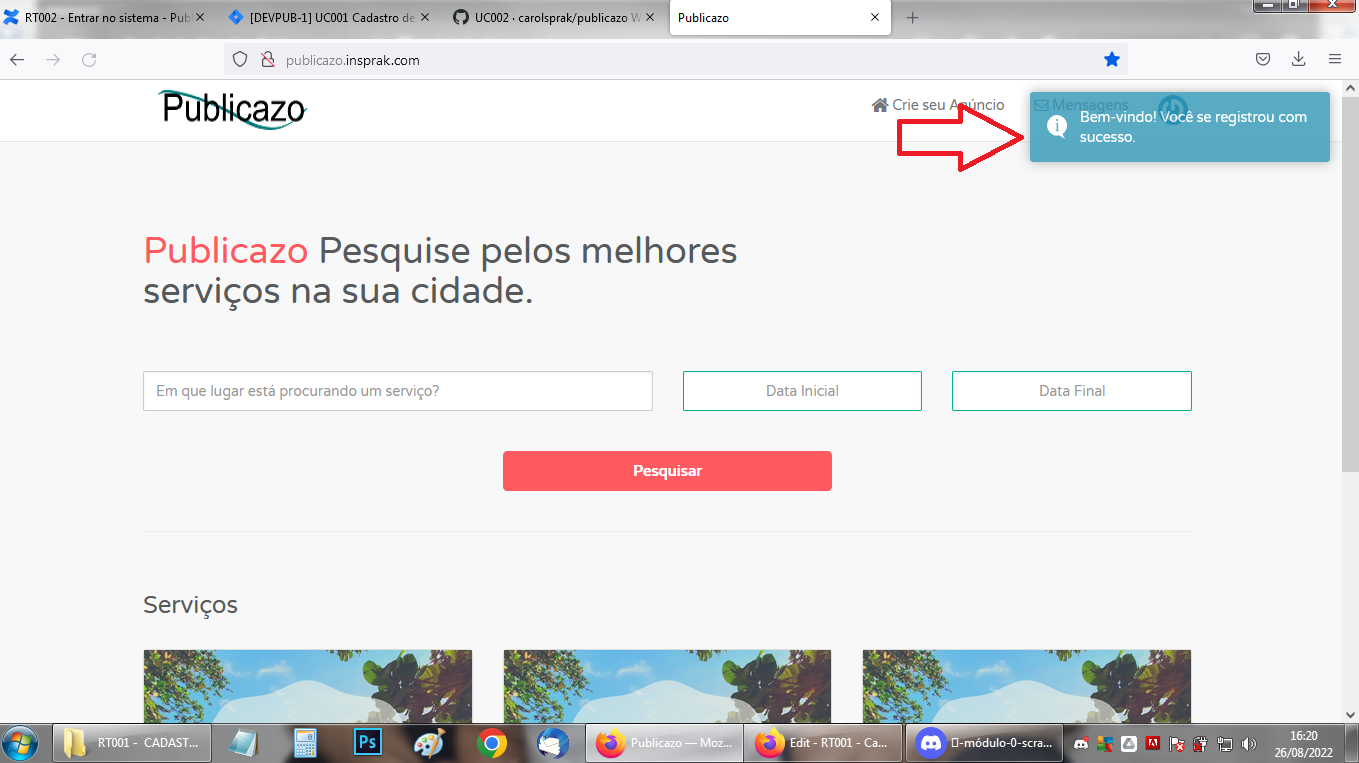 RT002 - Entrar no sistema - Publ
[DEVPUB-1] UC001 Cadastro de
UC002 · carolsprak/publicazo W
Publicazo
publicazo.insprak.com
Publicazo
Crie seu Anúncio
Mensagens
Bem-vindo! Você se registrou com
sucesso.
Publicazo Pesquise pelos melhores
serviços na sua cidade.
Em que lugar está procurando um serviço?
Data Inicial
Data Final
Pesquisar
Serviços
RT001 - CADAST...
Ps
Publicazo — Moz...
Edit - RT001 - Ca...
-módulo-0-scra...
16:20
26/08/2022